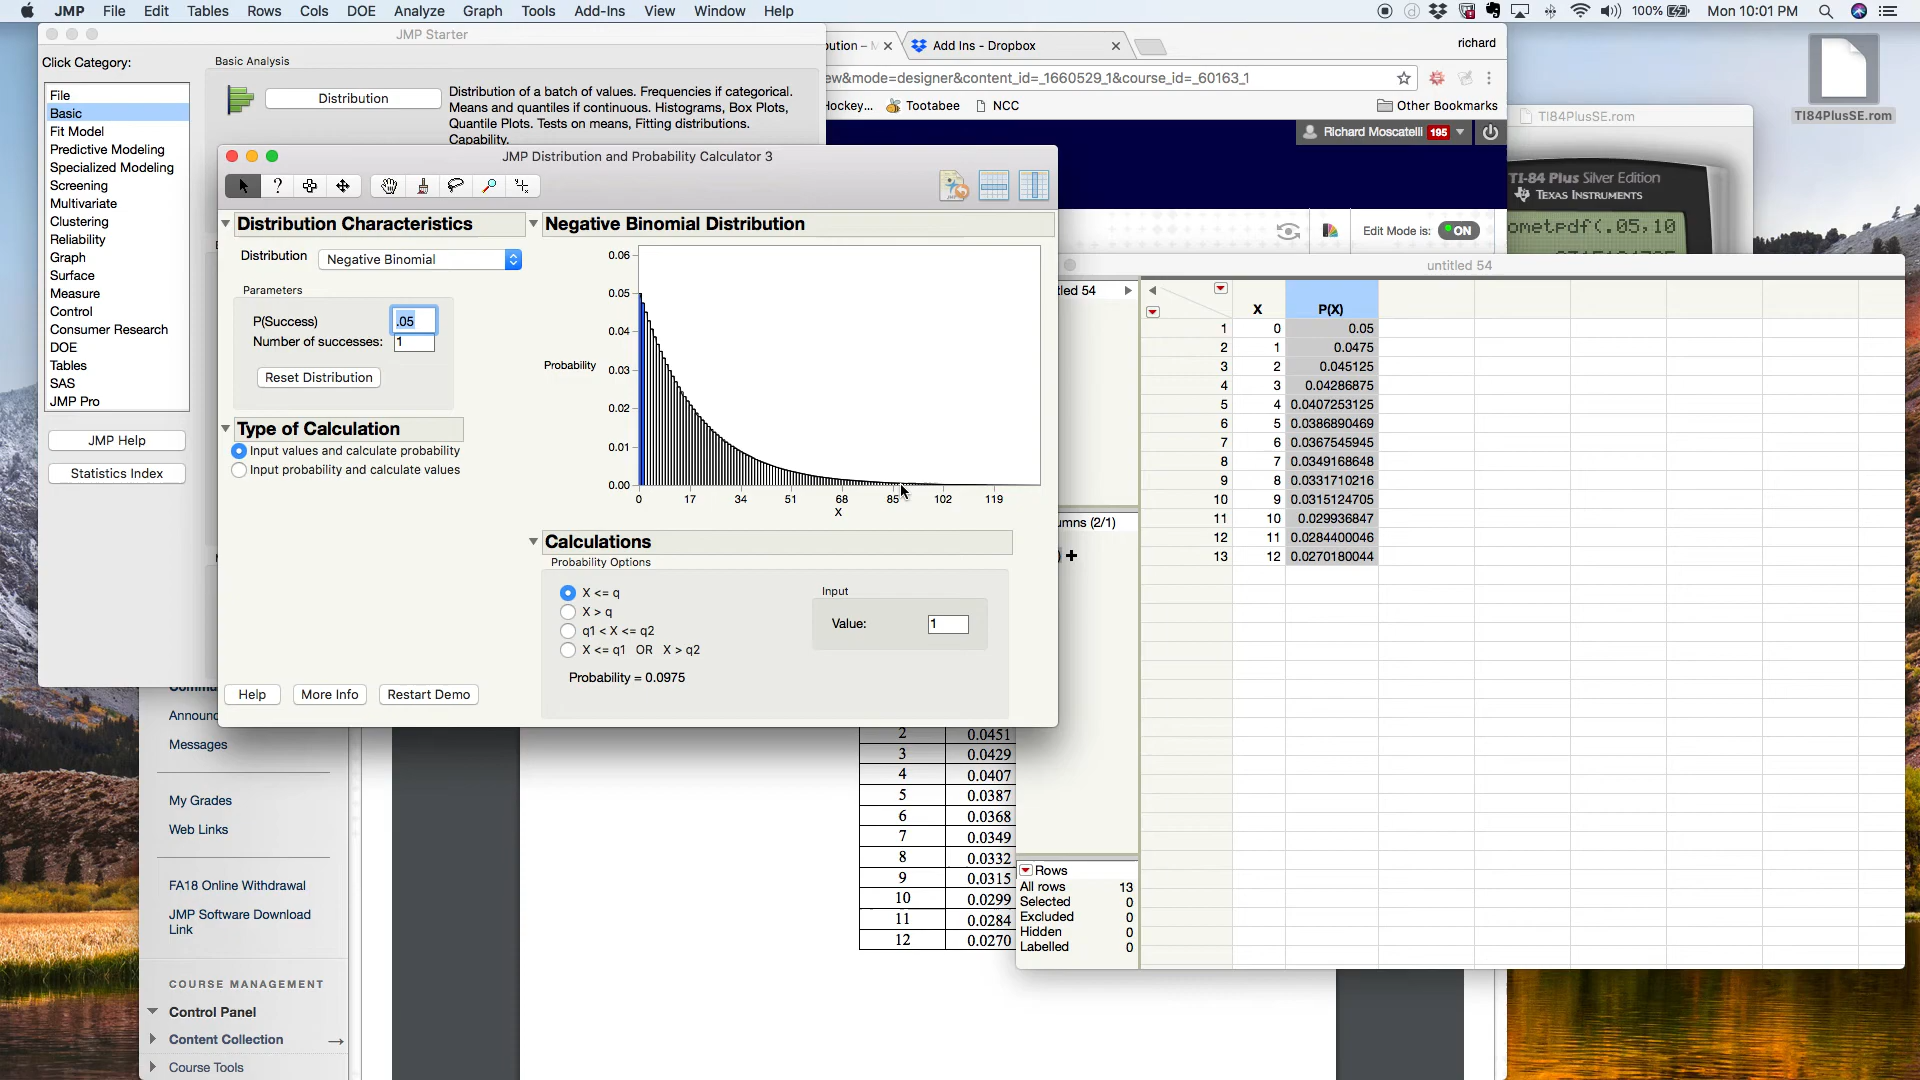 JMP File Edit Tables Rows Cols DOE Analyze Graph Tools Add-Ins View Window Help 100% Mon 10:01 PM
JMP Starter
Click Category:
File
Basic
Fit Model
Predictive Modeling
Specialized Modeling
Screening
Multivariate
Clustering
Reliability
Graph
Surface
Measure
Control
Consumer Research
DOE
Tables
SAS
JMP Pro
JMP Help
Statistics Index
Basic Analysis
Distribution
Distribution of a batch of values. Frequencies if categorical.
Means and quantiles if continuous. Histograms, Box Plots,
Quantile Plots. Tests on means, Fitting distributions.
Capability.
Add Ins - Dropbox
richard
ew&mode=designer&content_id=_1660529_1&course_id=_60163_1
Hockey... Tootabee NCC Other Bookmarks
Richard Moscatelli 195
Edit Mode is: ON
TI84PlusSE.rom
TI84PlusSE.rom
TI-84 Plus Silver Edition
TEXAS INSTRUMENTS
ometpdf(.05,10
JMP Distribution and Probability Calculator 3
Distribution Characteristics
Distribution Negative Binomial
Parameters
P(Success) .05
Number of successes: 1
Reset Distribution
Type of Calculation
Input values and calculate probability
Input probability and calculate values
Help More Info Restart Demo
Negative Binomial Distribution
0.06
0.05
0.04
Probability
0.03
0.02
0.01
0.00
0 17 34 51 68 85 102 119
X
Calculations
Probability Options
X <= q
X > q
q1 < X <= q2
X <= q1 OR X > q2
Input
Value: 1
Probability = 0.0975
untitled 54
tled 54
umns (2/1)
X P(X)
1 0 0.05
2 1 0.0475
3 2 0.045125
4 3 0.04286875
5 4 0.0407253125
6 5 0.0386890469
7 6 0.0367545945
8 7 0.0349168648
9 8 0.0331710216
10 9 0.0315124705
11 10 0.029936847
12 11 0.0284400046
13 12 0.0270180044
Rows
All rows 13
Selected 0
Excluded 0
Hidden 0
Labelled 0
2 0.0451
3 0.0429
4 0.0407
5 0.0387
6 0.0368
7 0.0349
8 0.0332
9 0.0315
10 0.0299
11 0.0284
12 0.0270
Announ
Messages
My Grades
Web Links
FA18 Online Withdrawal
JMP Software Download
Link
COURSE MANAGEMENT
Control Panel
Content Collection
Course Tools